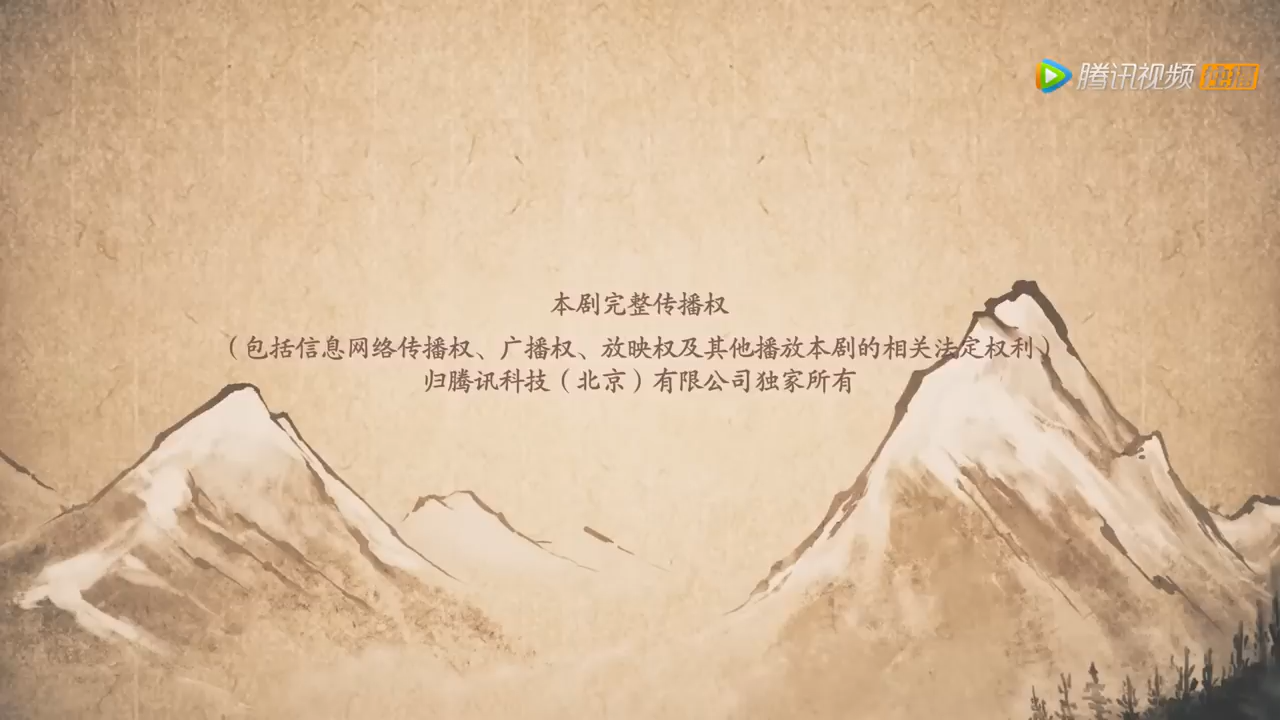 腾讯视频 独播
本剧完整传播权
（包括信息网络传播权、广播权、放映权及其他播放本剧的相关法定权利）
归腾讯科技（北京）有限公司独家所有